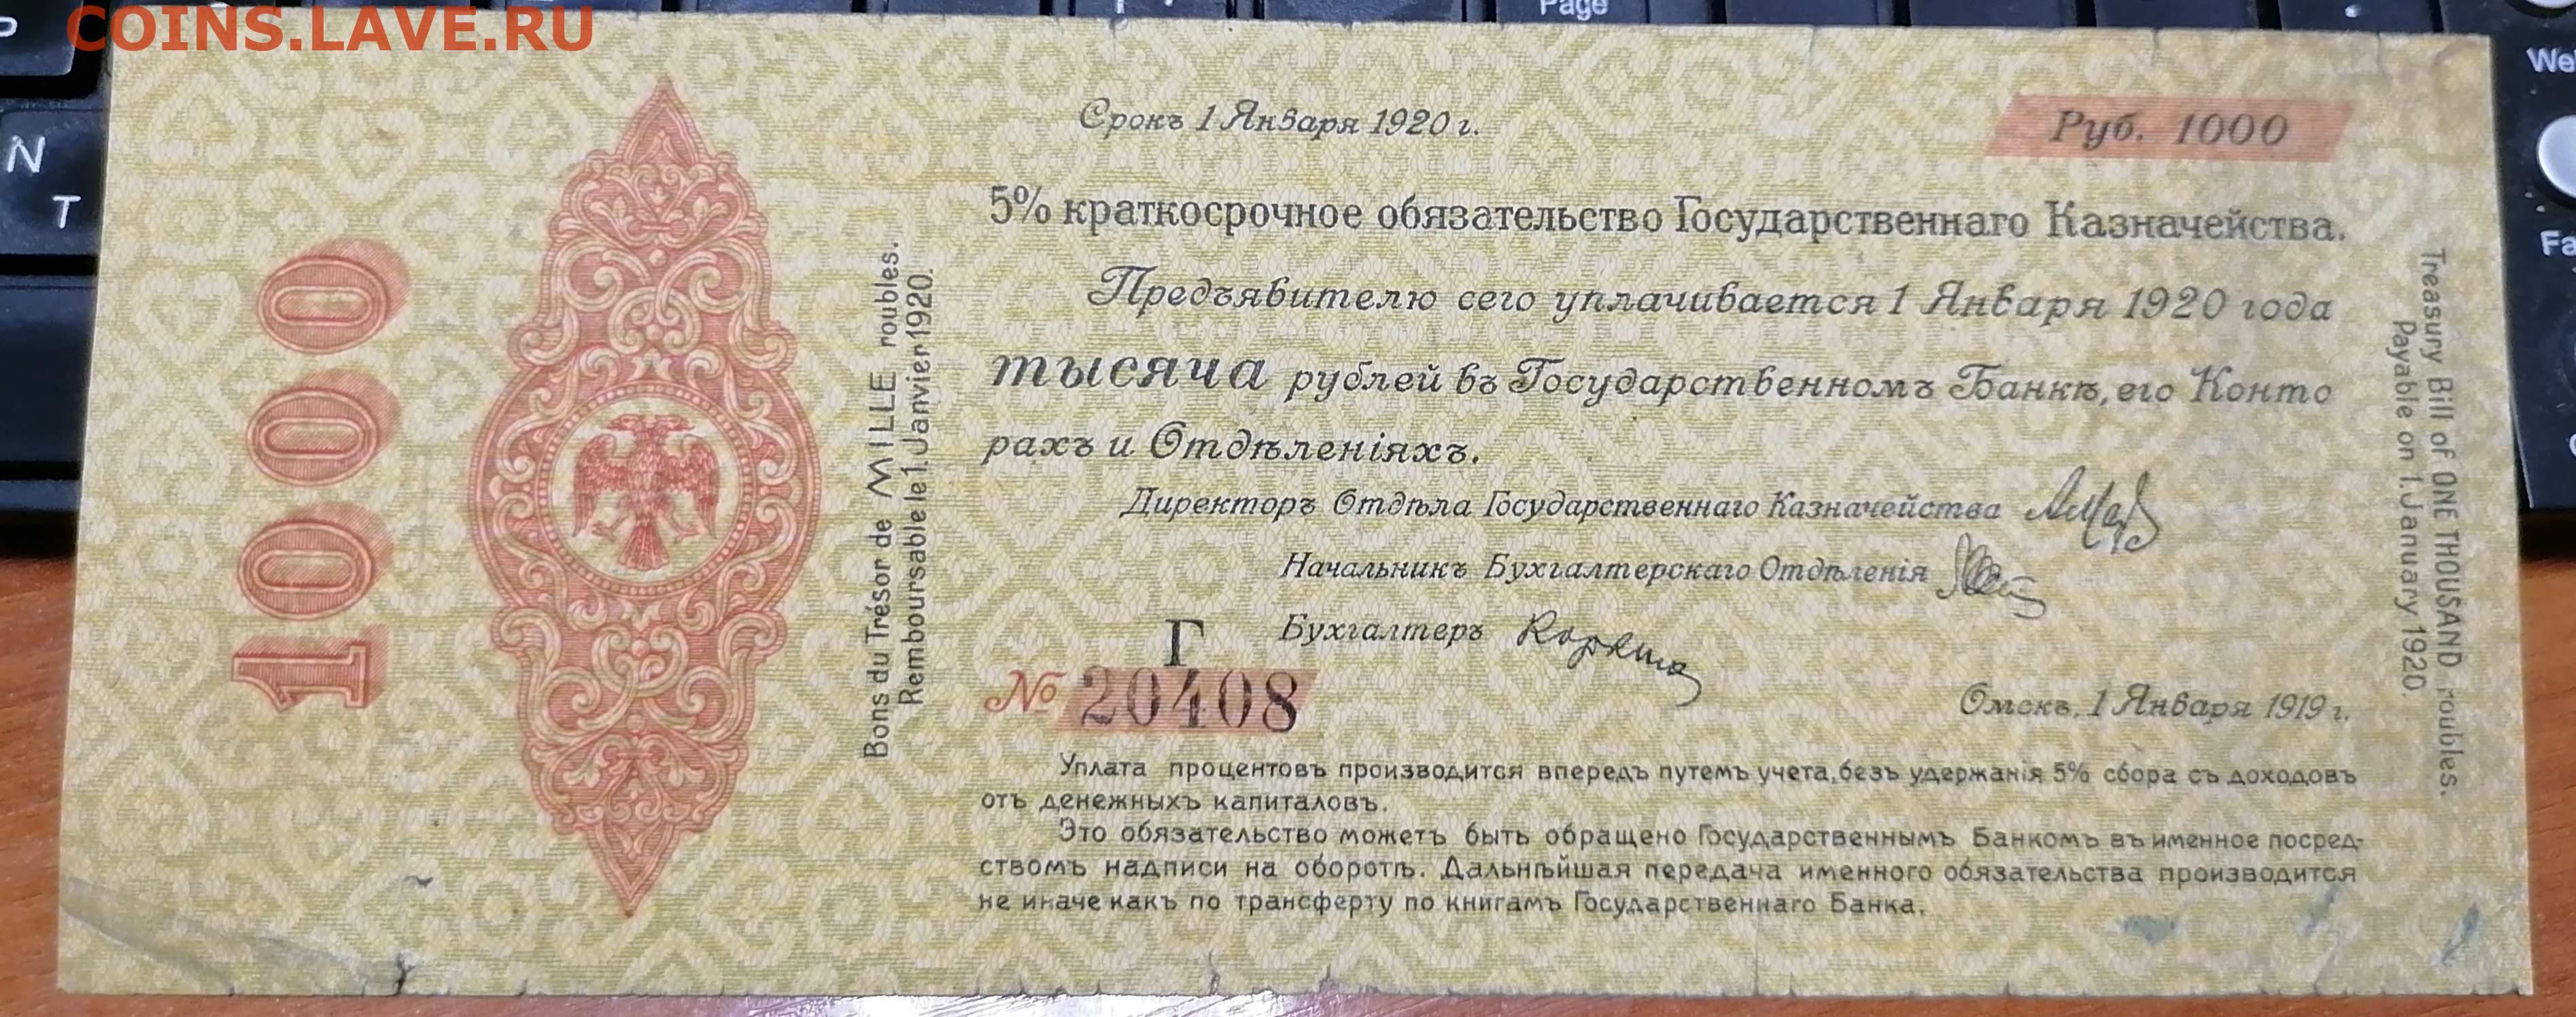 COINS.LAVE.RU
Page
N
T
We
Fa
Срокъ 1 Января 1920 г.
Руб. 1000
5% краткосрочное обязательство Государственнаго Казначейства.
Предъявителю сего уплачивается 1 Января 1920 года
тысяча рублей въ Государственномъ Банкѣ, его Конто
рахъ и Отдѣленіяхъ.
Директоръ Отдѣла Государственнаго Казначейства
Начальникъ Бухгалтерскаго Отдѣленія
Бухгалтеръ
Г
№ 20408
Омскъ, 1 Января 1919 г.
Уплата процентовъ производится впередъ путемъ учета, безъ удержанія 5% сбора съ доходовъ
отъ денежныхъ капиталовъ.
Это обязательство можетъ быть обращено Государственнымъ Банкомъ въ именное посред-
ствомъ надписи на оборотѣ. Дальнѣйшая передача именного обязательства производится
не иначе какъ по трансферту по книгамъ Государственнаго Банка.
1000
Bons du Trésor de MILLE roubles.
Remboursable le 1. Janvier 1920.
Treasury Bill of ONE THOUSAND roubles.
Payable on 1. January 1920.